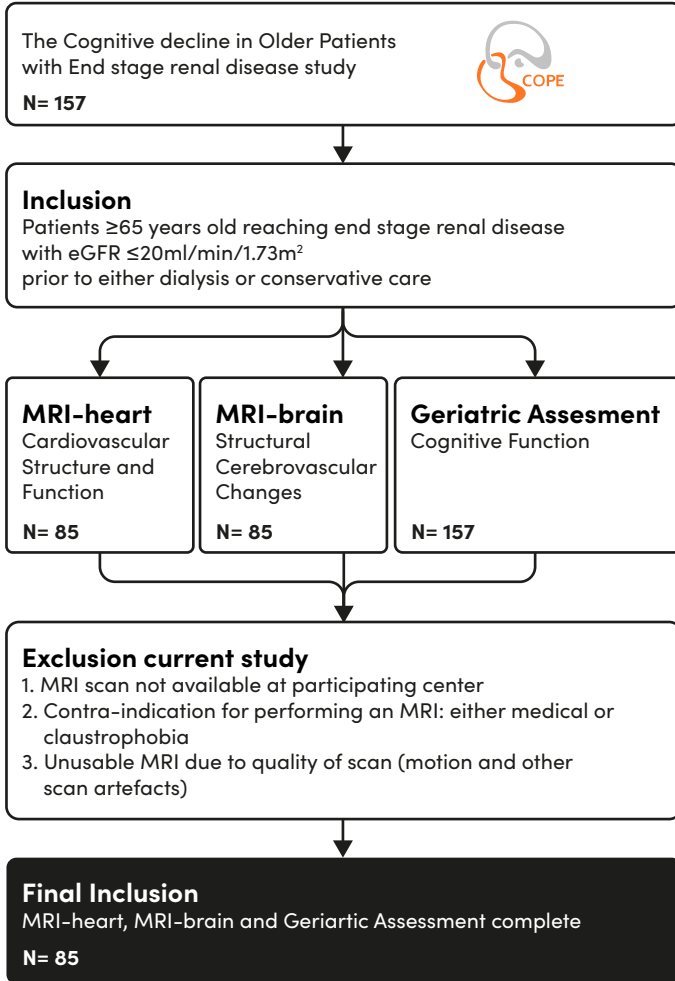 The Cognitive decline in Older Patients
with End stage renal disease study
N= 157
COPE
Inclusion
Patients ≥65 years old reaching end stage renal disease
with eGFR ≤20ml/min/1.73m²
prior to either dialysis or conservative care
MRI-heart
Cardiovascular
Structure and
Function
N= 85
MRI-brain
Structural
Cerebrovascular
Changes
N= 85
Geriatric Assesment
Cognitive Function
N= 157
Exclusion current study
1. MRI scan not available at participating center
2. Contra-indication for performing an MRI: either medical or
claustrophobia
3. Unusable MRI due to quality of scan (motion and other
scan artefacts)
Final Inclusion
MRI-heart, MRI-brain and Geriartic Assessment complete
N= 85